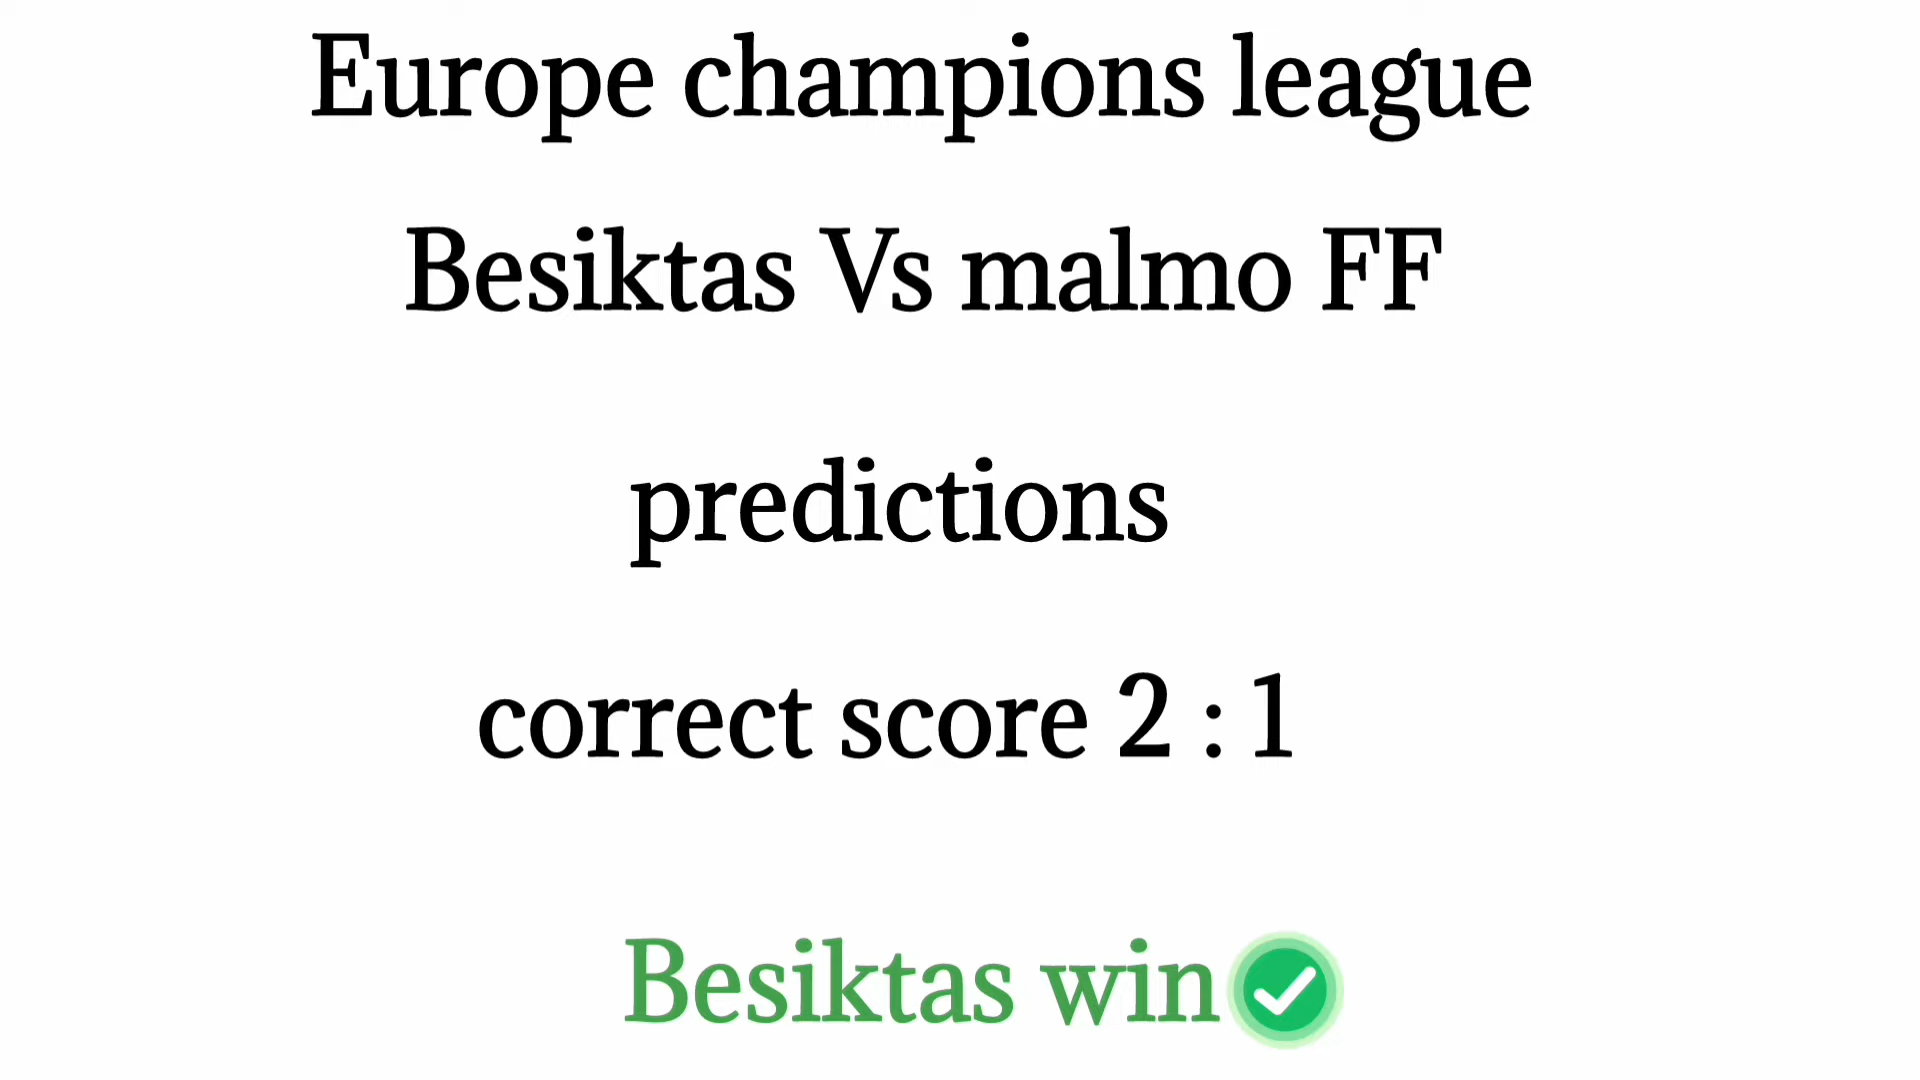 Europe champions league
Besiktas Vs malmo FF
predictions
correct score 2 : 1
Besiktas win